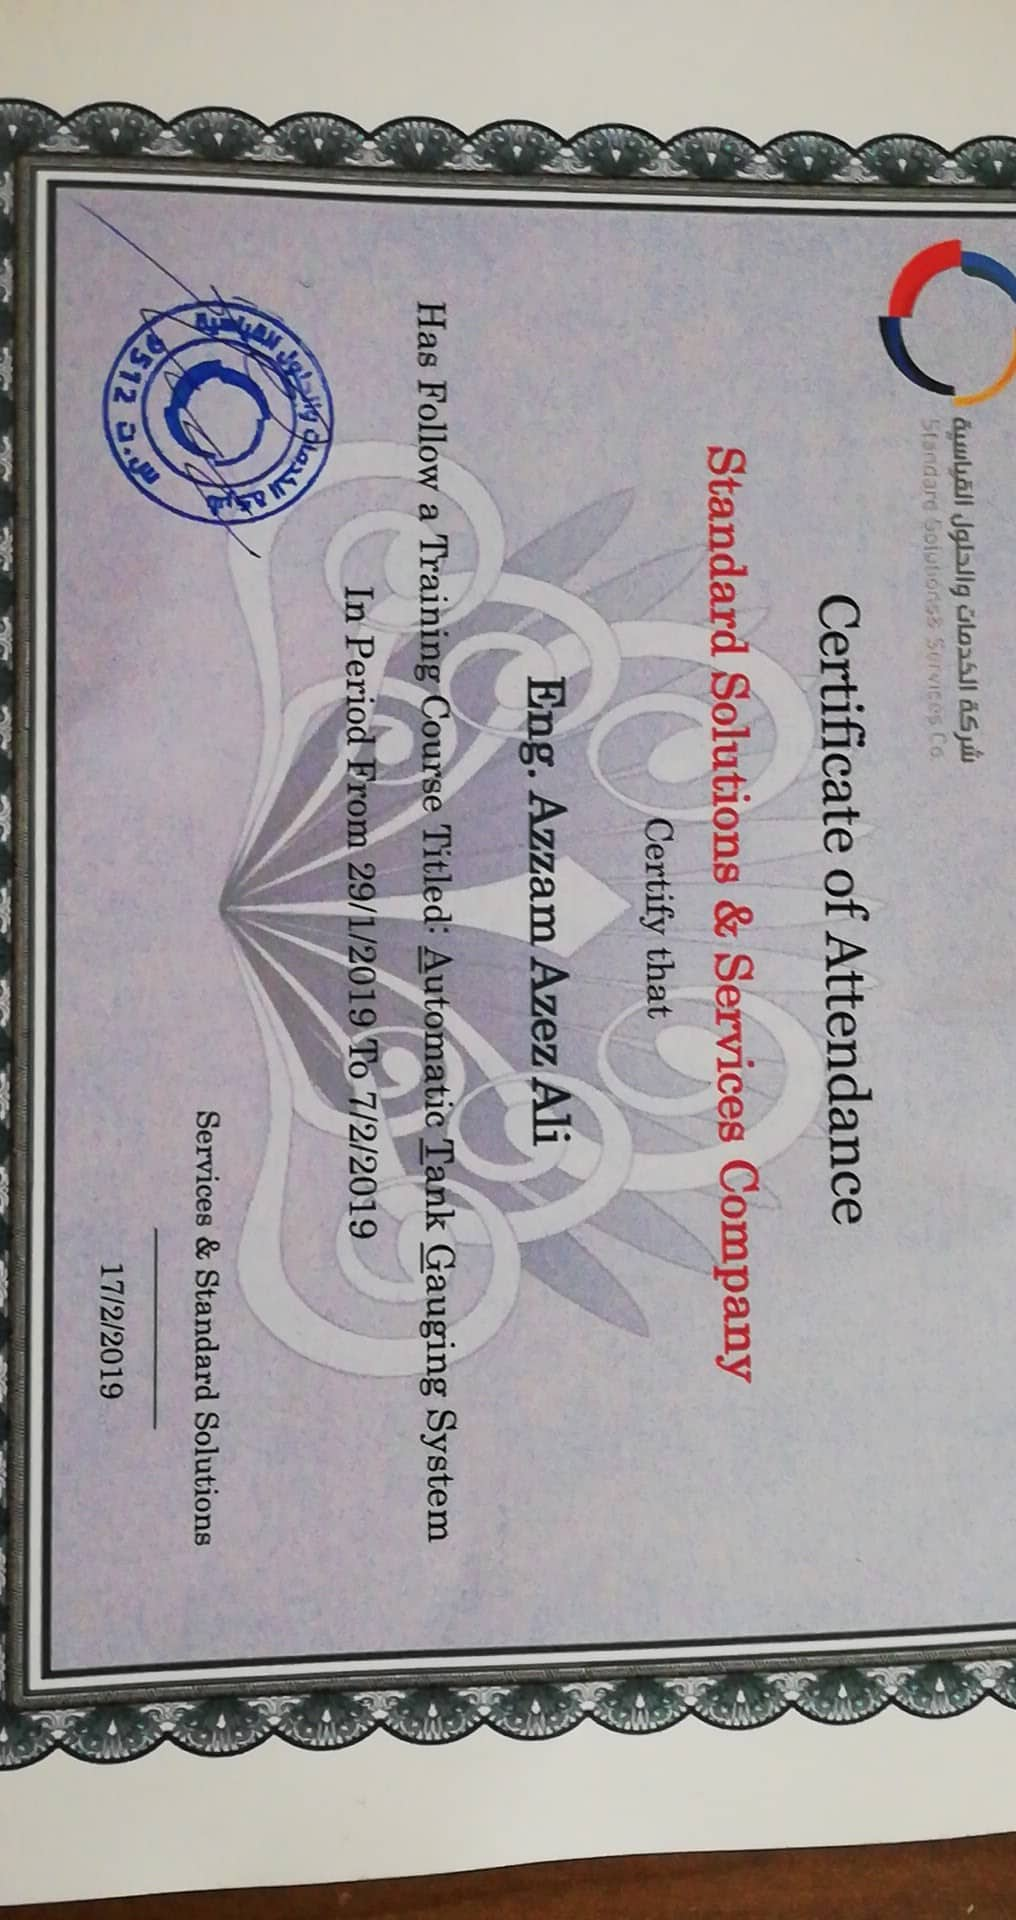 شركة الخدمات والحلول القياسية
Standard Solutions & Services Co.
Certificate of Attendance
Standard Solutions & Services Company
Certify that
Eng. Azzam Azez Ali
Has Follow a Training Course Titled: Automatic Tank Gauging System
In Period From 29/1/2019 To 7/2/2019
Services & Standard Solutions
17/2/2019
شركة الخدمات والحلول القياسية